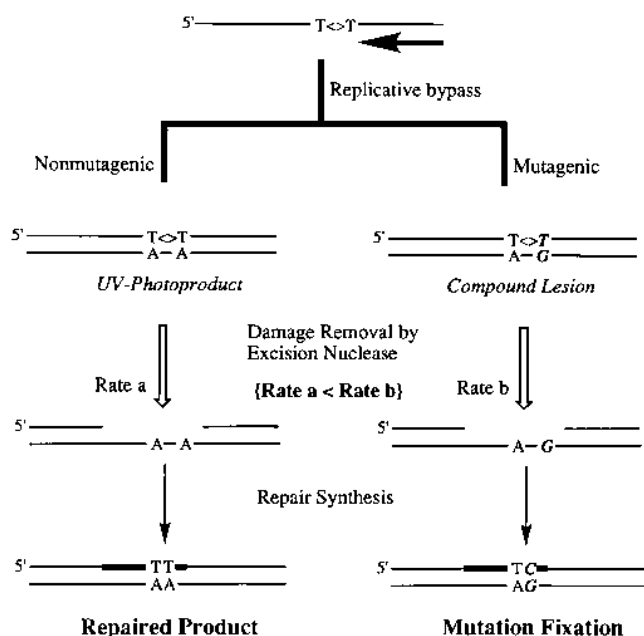 5' T<>T
Replicative bypass
Nonmutagenic Mutagenic
5' T<>T 5' T<>T
A A A G
UV-Photoproduct Compound Lesion
Damage Removal by
Excision Nuclease
Rate a {Rate a < Rate b} Rate b
5' 5'
A A A G
Repair Synthesis
5' TT 5' TC
AA AG
Repaired Product Mutation Fixation